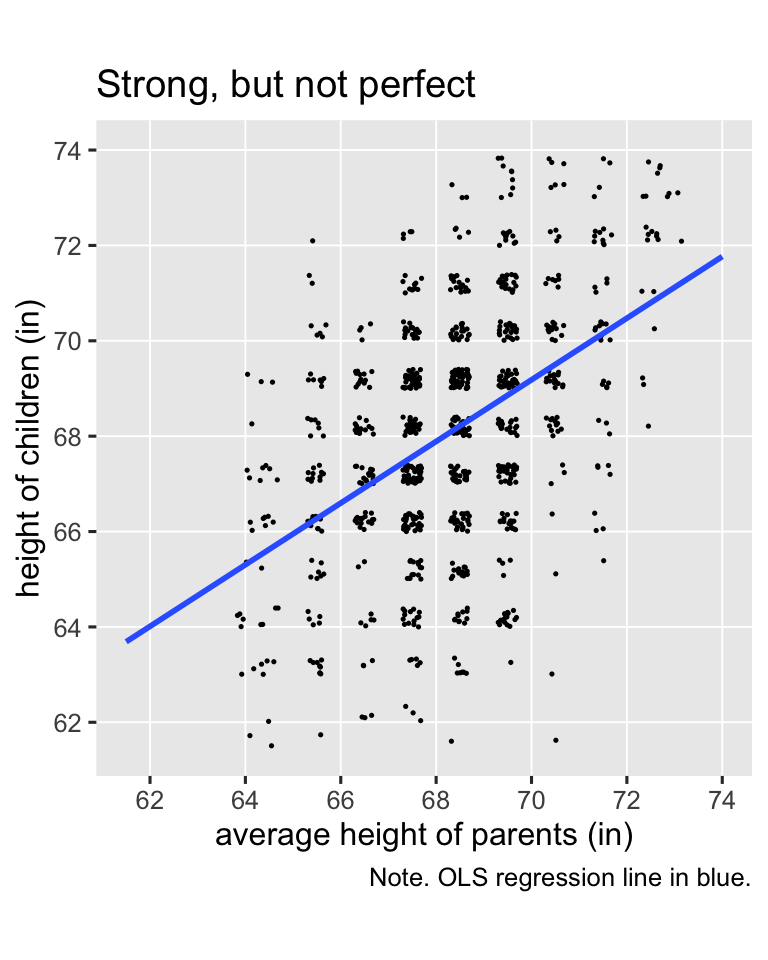 Strong, but not perfect
height of children (in)
74
72
70
68
66
64
62
62 64 66 68 70 72 74
average height of parents (in)
Note. OLS regression line in blue.